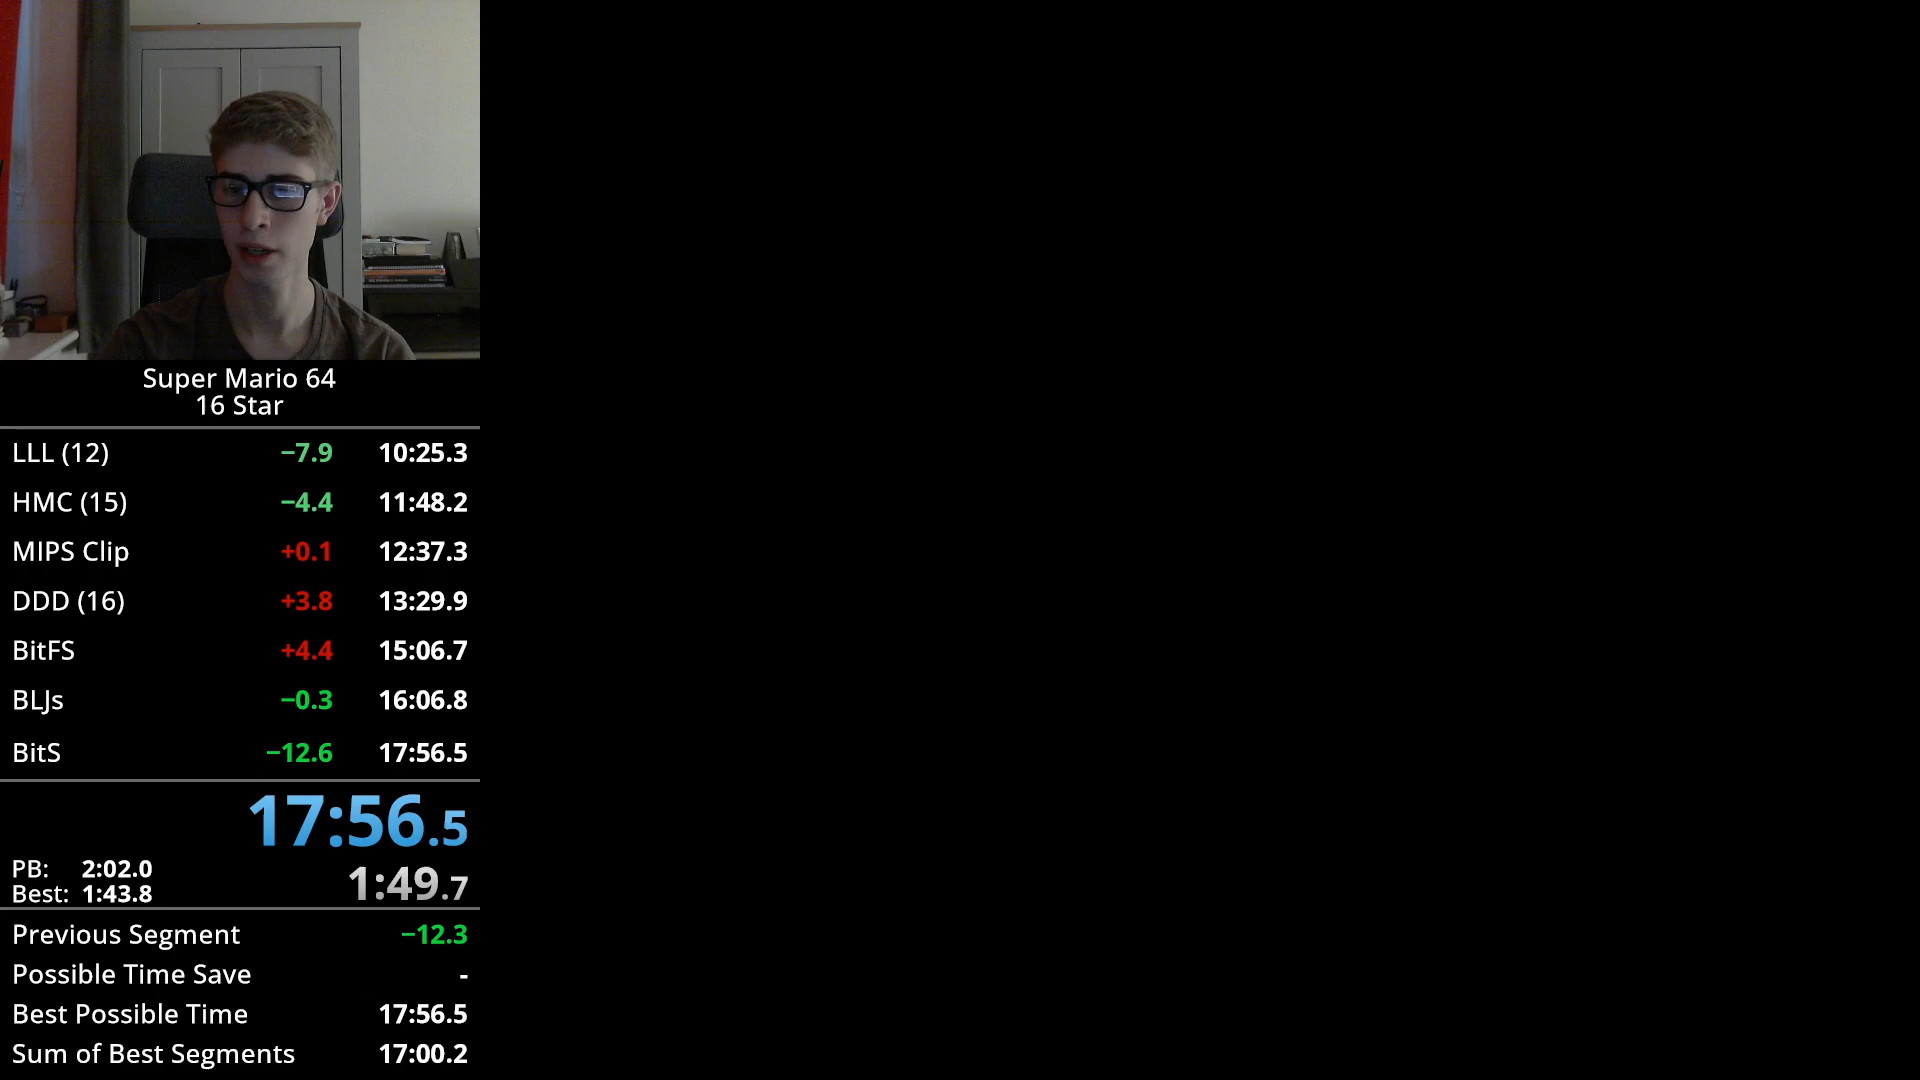 Super Mario 64
16 Star
LLL (12) −7.9 10:25.3
HMC (15) −4.4 11:48.2
MIPS Clip +0.1 12:37.3
DDD (16) +3.8 13:29.9
BitFS +4.4 15:06.7
BLJs −0.3 16:06.8
BitS −12.6 17:56.5
17:56.5
PB: 2:02.0
Best: 1:43.8
1:49.7
Previous Segment −12.3
Possible Time Save -
Best Possible Time 17:56.5
Sum of Best Segments 17:00.2